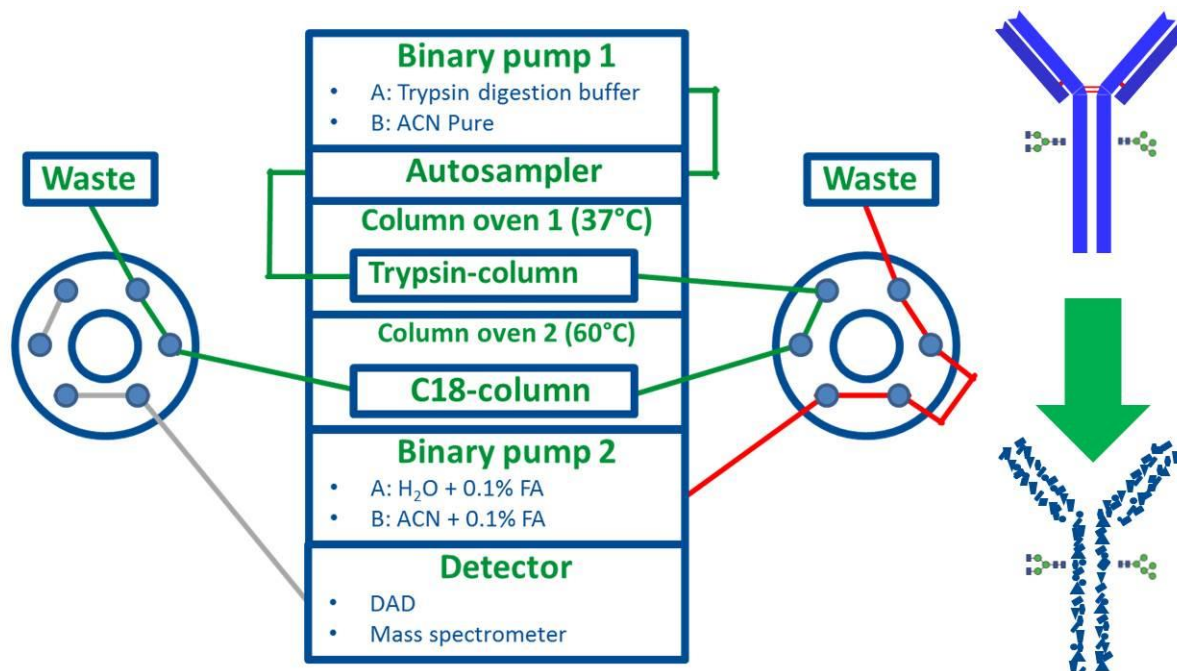 Binary pump 1
• A: Trypsin digestion buffer
• B: ACN Pure
Waste
Autosampler
Waste
Column oven 1 (37°C)
Trypsin-column
Column oven 2 (60°C)
C18-column
Binary pump 2
• A: H₂O + 0.1% FA
• B: ACN + 0.1% FA
Detector
• DAD
• Mass spectrometer